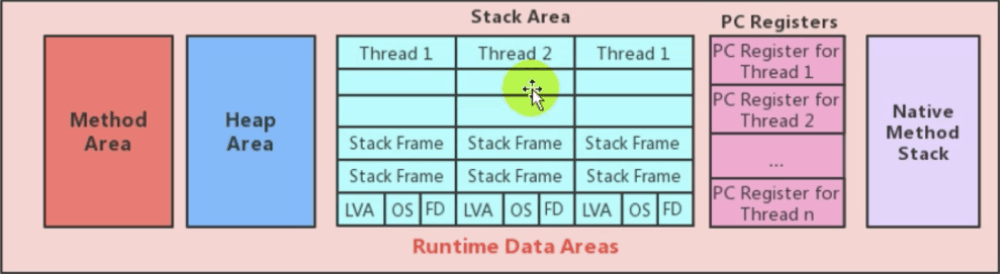 Stack Area
PC Registers
Method
Area
Heap
Area
Thread 1
Thread 2
Thread 1
Stack Frame
Stack Frame
Stack Frame
Stack Frame
Stack Frame
Stack Frame
LVA
OS
FD
LVA
OS
FD
LVA
OS
FD
PC Register for
Thread 1
PC Register for
Thread 2
...
PC Register for
Thread n
Native
Method
Stack
Runtime Data Areas